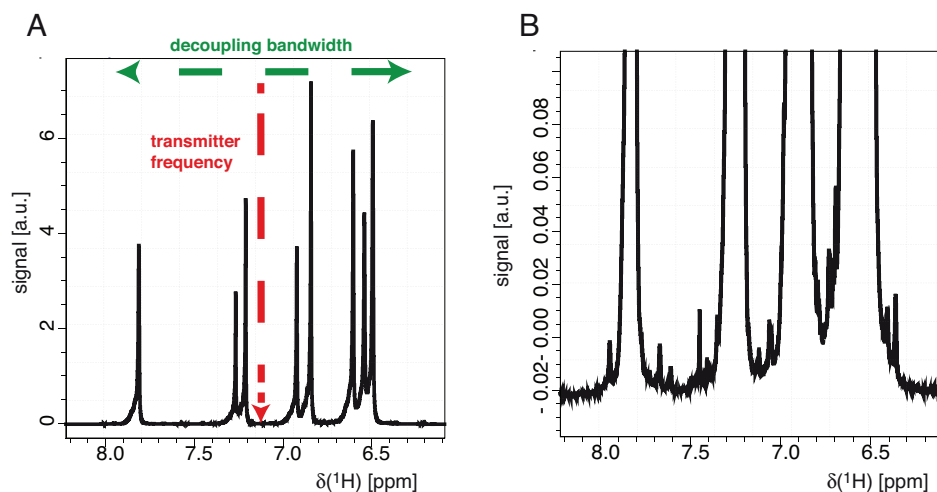 A
decoupling bandwidth
transmitter
frequency
signal [a.u.]
6
4
2
0
8.0 7.5 7.0 6.5
δ(¹H) [ppm]
B
signal [a.u.]
0.08
0.06
0.04
0.02
0.00
- 0.02
8.0 7.5 7.0 6.5
δ(¹H) [ppm]